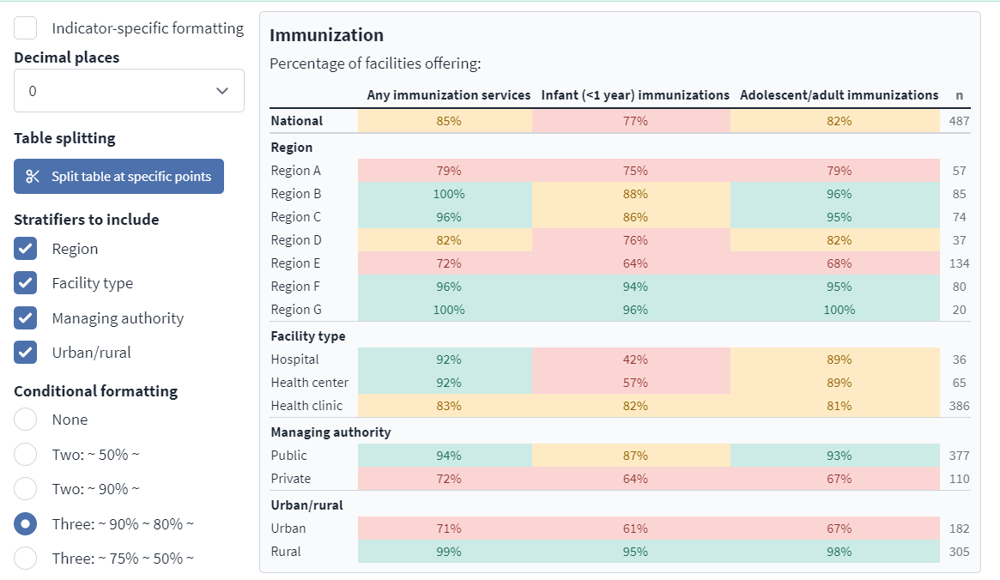 Indicator-specific formatting
Decimal places
0
Table splitting
Split table at specific points
Stratifiers to include
Region
Facility type
Managing authority
Urban/rural
Conditional formatting
None
Two: ~ 50% ~
Two: ~ 90% ~
Three: ~ 90% ~ 80% ~
Three: ~ 75% ~ 50% ~
Immunization
Percentage of facilities offering:
Any immunization services Infant (<1 year) immunizations Adolescent/adult immunizations n
National 85% 77% 82% 487
Region
Region A 79% 75% 79% 57
Region B 100% 88% 96% 85
Region C 96% 86% 95% 74
Region D 82% 76% 82% 37
Region E 72% 64% 68% 134
Region F 96% 94% 95% 80
Region G 100% 96% 100% 20
Facility type
Hospital 92% 42% 89% 36
Health center 92% 57% 89% 65
Health clinic 83% 82% 81% 386
Managing authority
Public 94% 87% 93% 377
Private 72% 64% 67% 110
Urban/rural
Urban 71% 61% 67% 182
Rural 99% 95% 98% 305